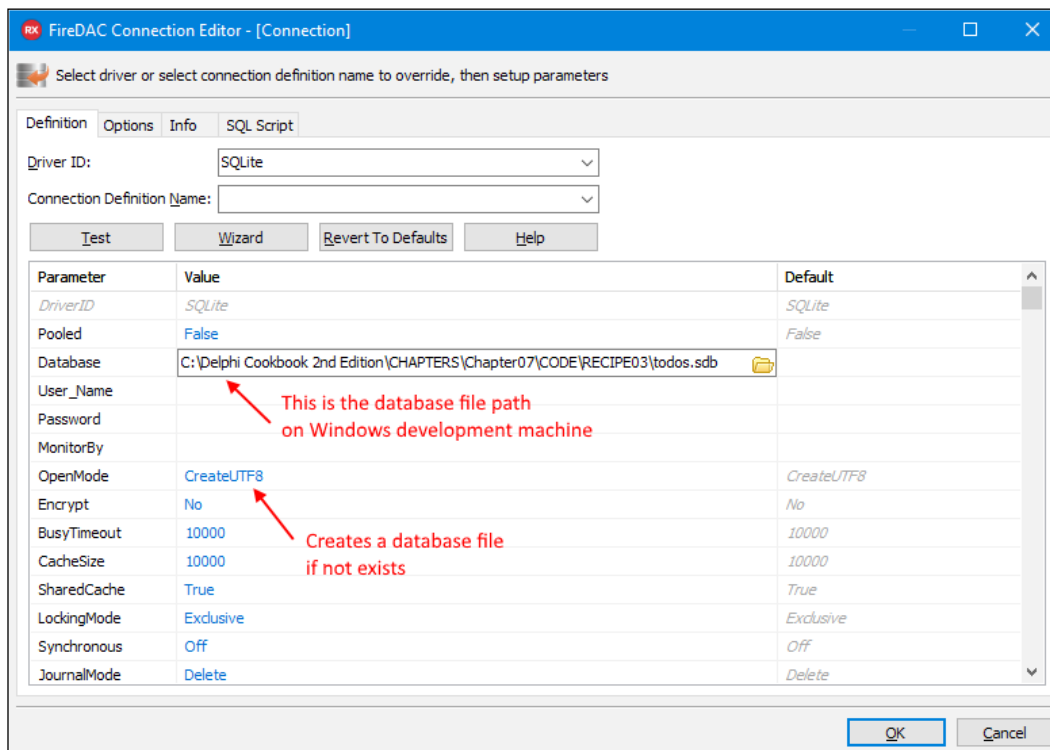 RX FireDAC Connection Editor - [Connection]
Select driver or select connection definition name to override, then setup parameters
Definition Options Info SQL Script
Driver ID: SQLite
Connection Definition Name:
Test Wizard Revert To Defaults Help
Parameter Value Default
DriverID SQLite SQLite
Pooled False False
Database C:\Delphi Cookbook 2nd Edition\CHAPTERS\Chapter07\CODE\RECIPE03\todos.sdb
User_Name
This is the database file path
Password
on Windows development machine
MonitorBy
OpenMode CreateUTF8 CreateUTF8
Encrypt No No
BusyTimeout 10000 10000
Creates a database file
CacheSize 10000 10000
if not exists
SharedCache True True
LockingMode Exclusive Exclusive
Synchronous Off Off
JournalMode Delete Delete
OK Cancel